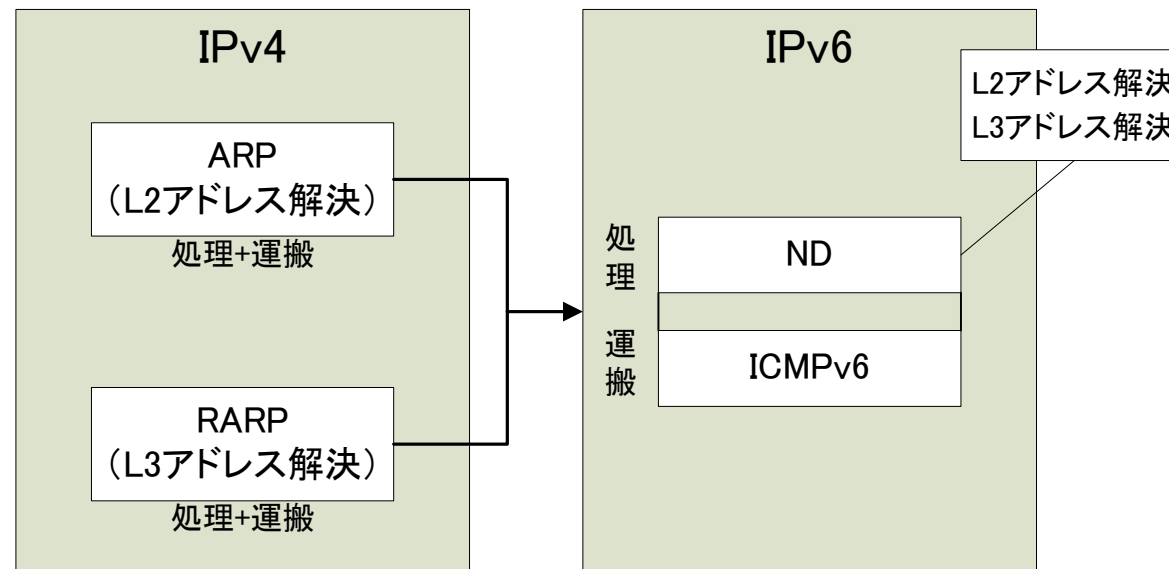 IPv4
ARP
（L2アドレス解決）
処理+運搬
RARP
（L3アドレス解決）
処理+運搬
IPv6
L2アドレス解決
L3アドレス解決
処理
ND
運搬
ICMPv6